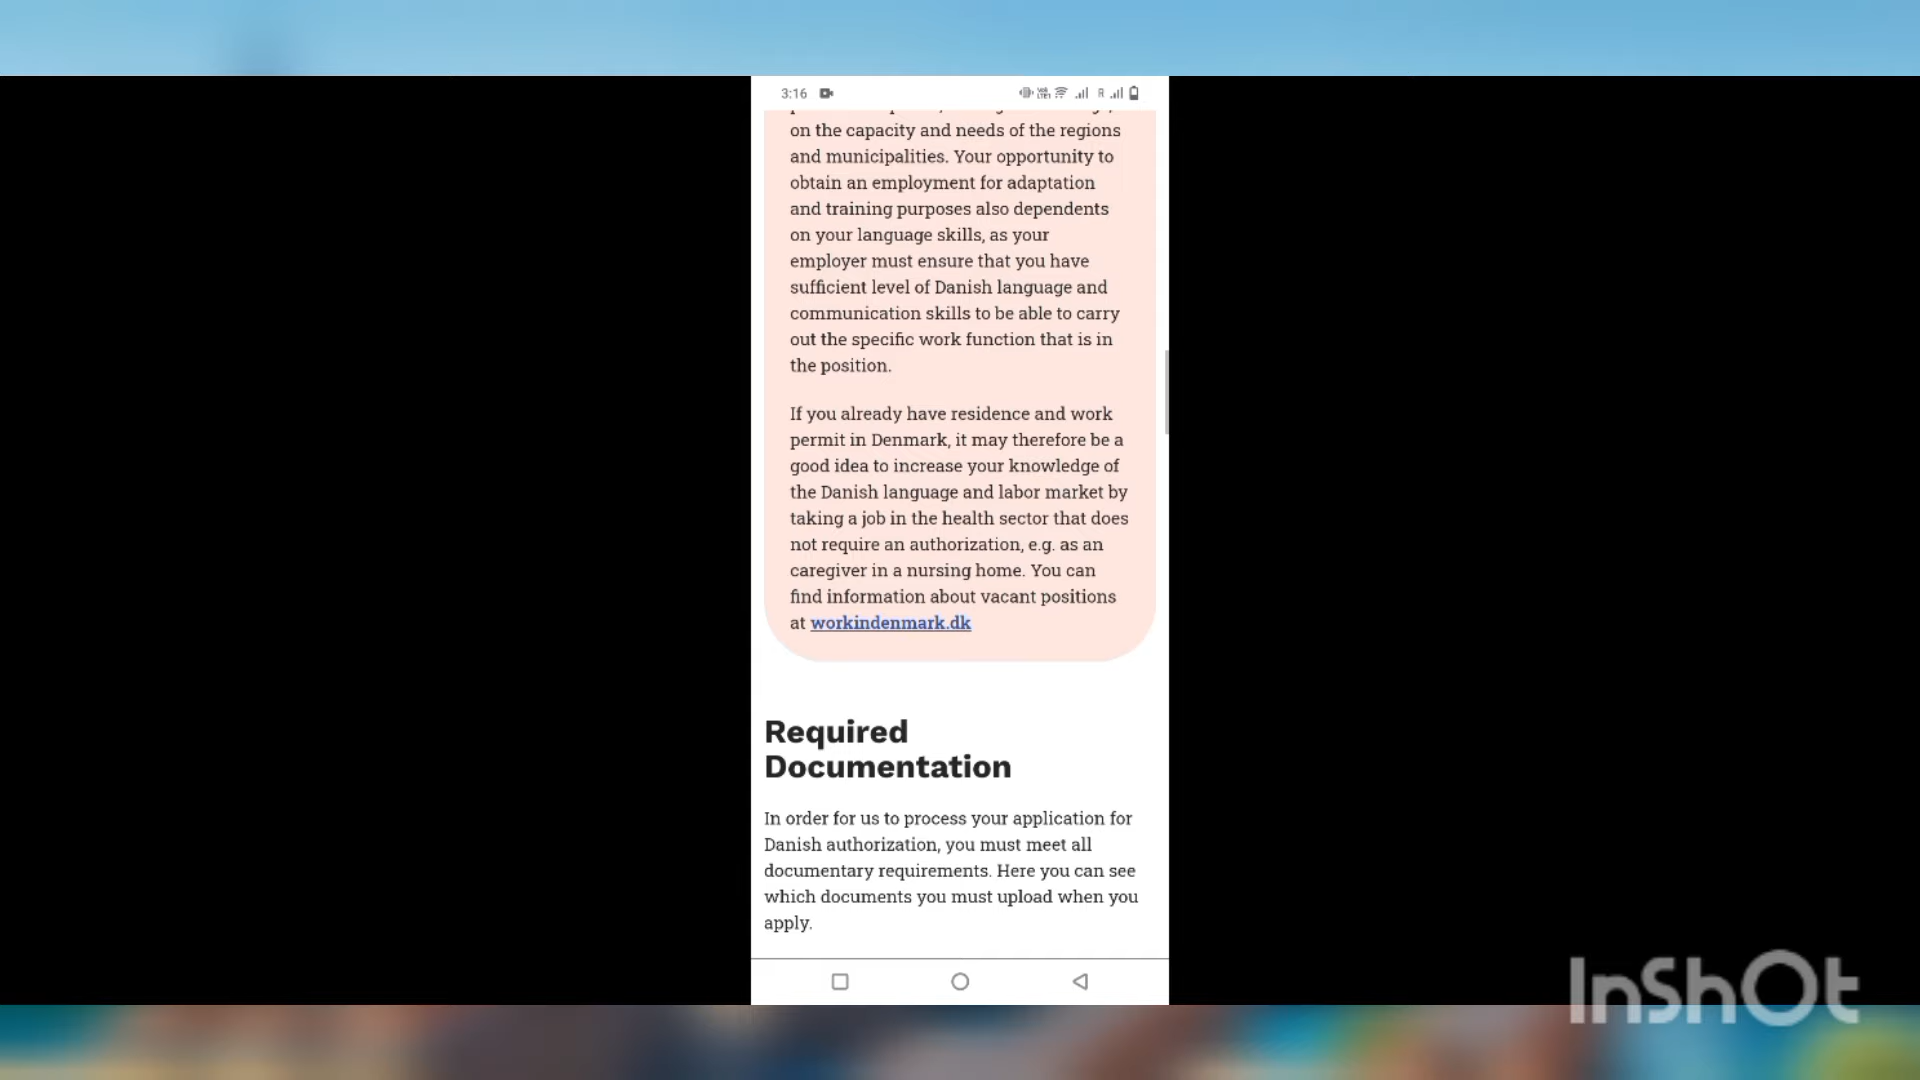 3:16
on the capacity and needs of the regions
and municipalities. Your opportunity to
obtain an employment for adaptation
and training purposes also dependents
on your language skills, as your
employer must ensure that you have
sufficient level of Danish language and
communication skills to be able to carry
out the specific work function that is in
the position.
If you already have residence and work
permit in Denmark, it may therefore be a
good idea to increase your knowledge of
the Danish language and labor market by
taking a job in the health sector that does
not require an authorization, e.g. as an
caregiver in a nursing home. You can
find information about vacant positions
at workindenmark.dk
Required
Documentation
In order for us to process your application for
Danish authorization, you must meet all
documentary requirements. Here you can see
which documents you must upload when you
apply.
InShOt